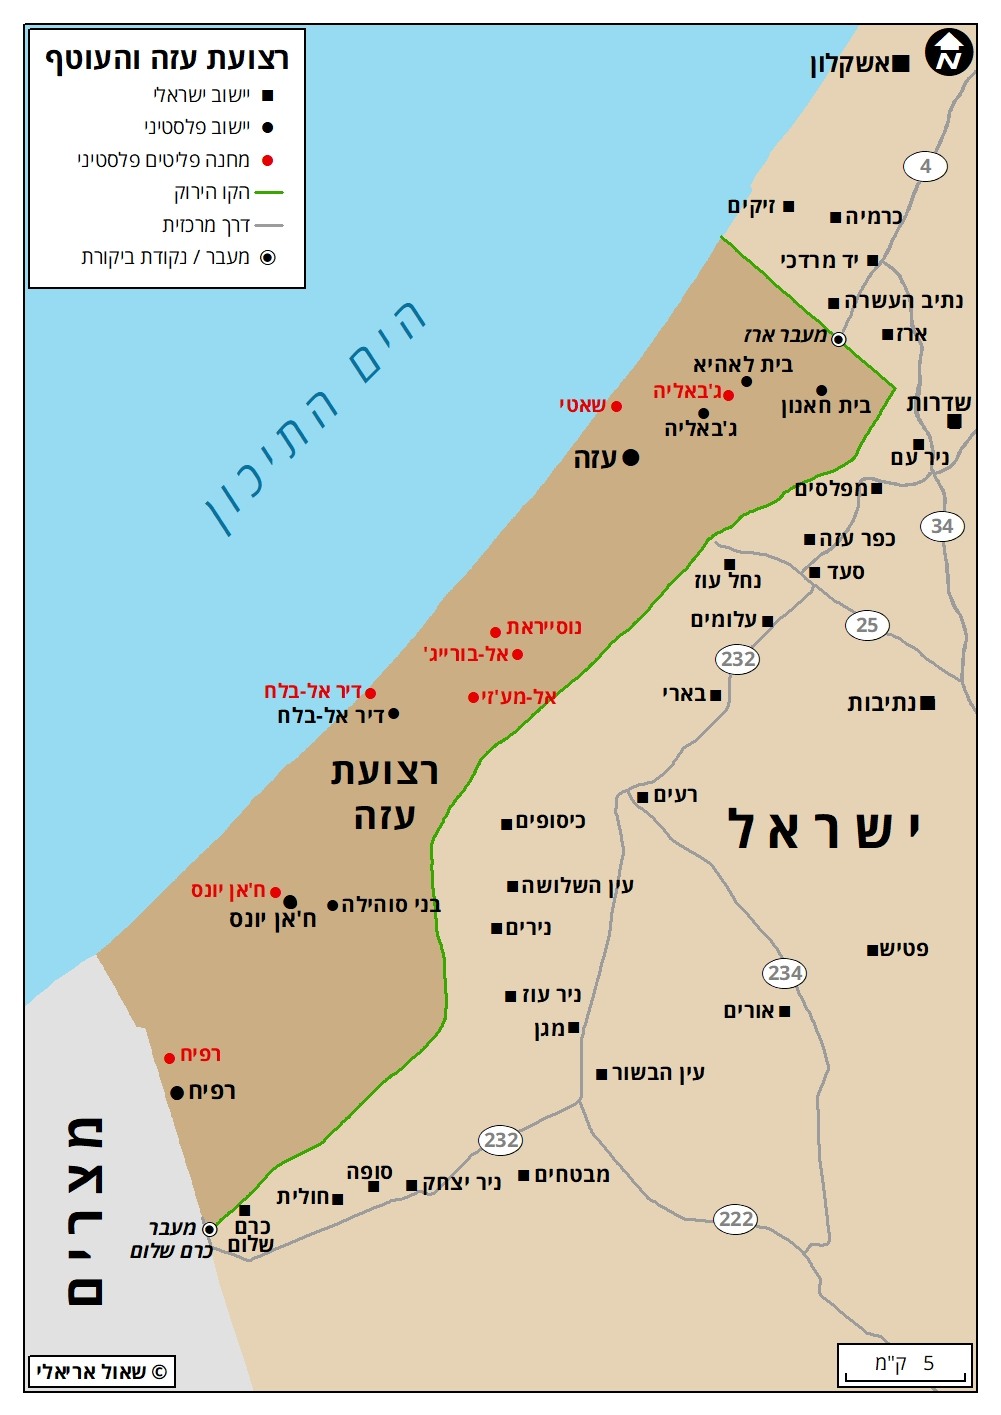 רצועת עזה והעוטף
יישוב ישראלי
יישוב פלסטיני
מחנה פליטים פלסטיני
הקו הירוק
דרך מרכזית
מעבר / נקודת ביקורת
N
אשקלון
4
זיקים
כרמיה
יד מרדכי
נתיב העשרה
ארז
מעבר ארז
בית לאהיא
ג'באליה
שאטי
בית חאנון
ג'באליה
שדרות
עזה
ניר עם
מפלסים
הים התיכון
34
כפר עזה
סעד
נחל עוז
עלומים
25
נוסייראת
אל-בורייג'
232
דיר אל-בלח
אל-מע'זי
בארי
נתיבות
דיר אל-בלח
רצועת
עזה
רעים
כיסופים
ישראל
עין השלושה
ח'אן יונס
בני סוהילה
ח'אן יונס
נירים
פטיש
234
ניר עוז
אורים
מגן
רפיח
עין הבשור
רפיח
232
סופה
ניר יצחק
מבטחים
חולית
מצרים
222
כרם
שלום
מעבר
כרם שלום
5 ק"מ
© שאול אריאלי